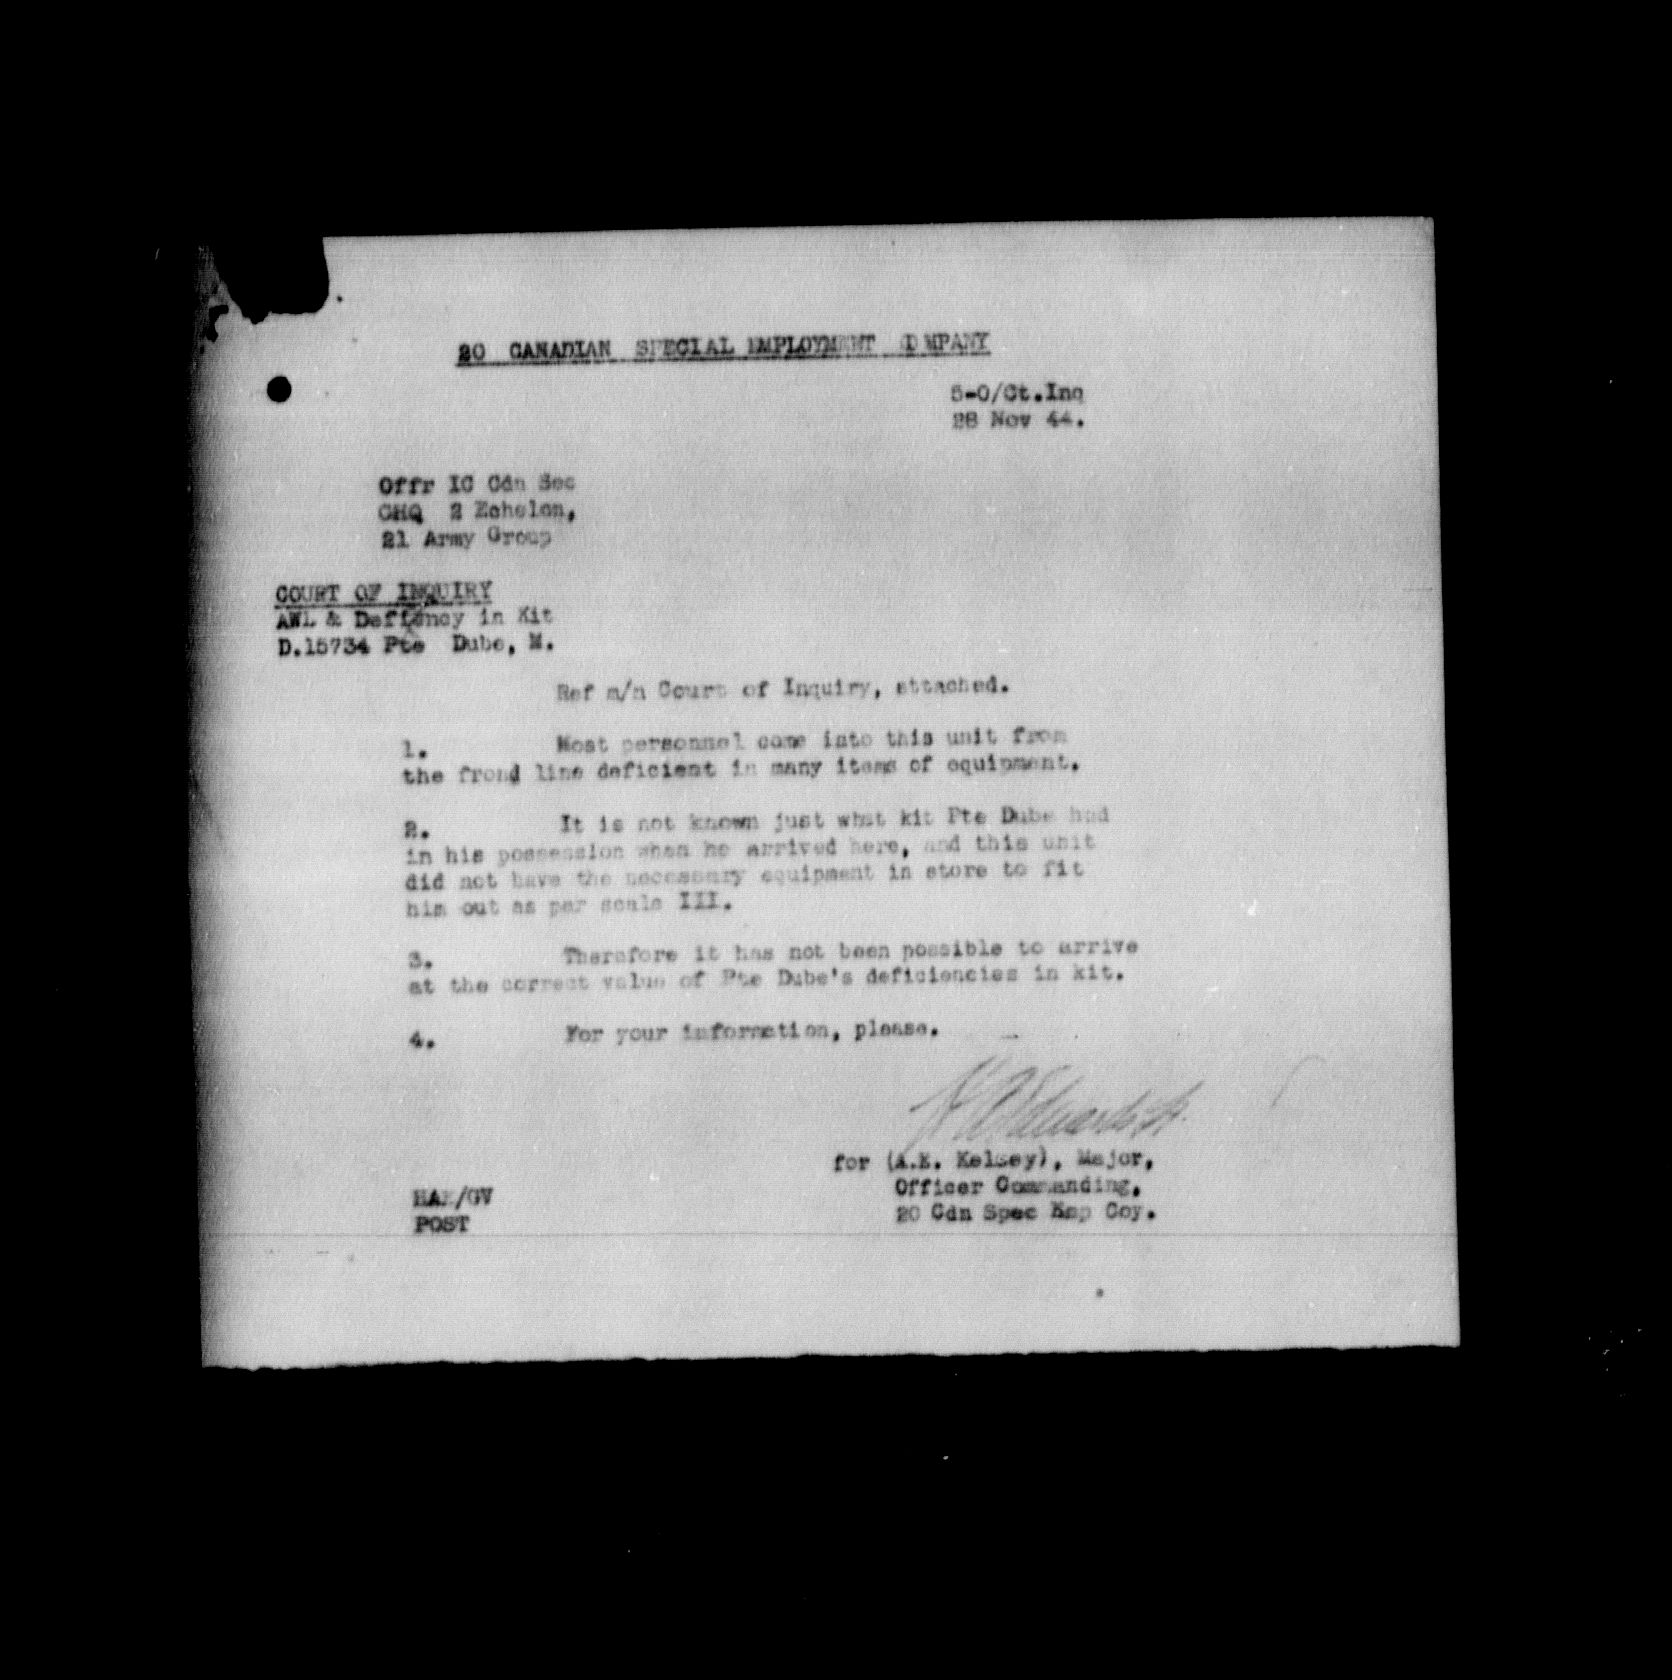 20 CANADIAN SPECIAL EMPLOYMENT COMPANY
5-0/Ct.Inq
28 Nov 44.
Offr IC Cdn Sec
GHQ 2 Echelon,
21 Army Group
COURT OF INQUIRY
AWL & Deffency in Kit
D.15734 Pte Dube, M.
Ref m/n Court of Inquiry, attached.
1. Most personnel come into this unit from
the frond line deficient in many items of equipment.
2. It is not known just what kit Pte Dube had
in his possession when he arrived here, and this unit
did not have the necessary equipment in store to fit
him out as per scale III.
3. Therefore it has not been possible to arrive
at the correct value of Pte Dube's deficiencies in kit.
4. For your information, please.
for (A.E. Kelsey), Major,
Officer Commanding,
20 Cdn Spec Emp Coy.
HAE/GV
POST